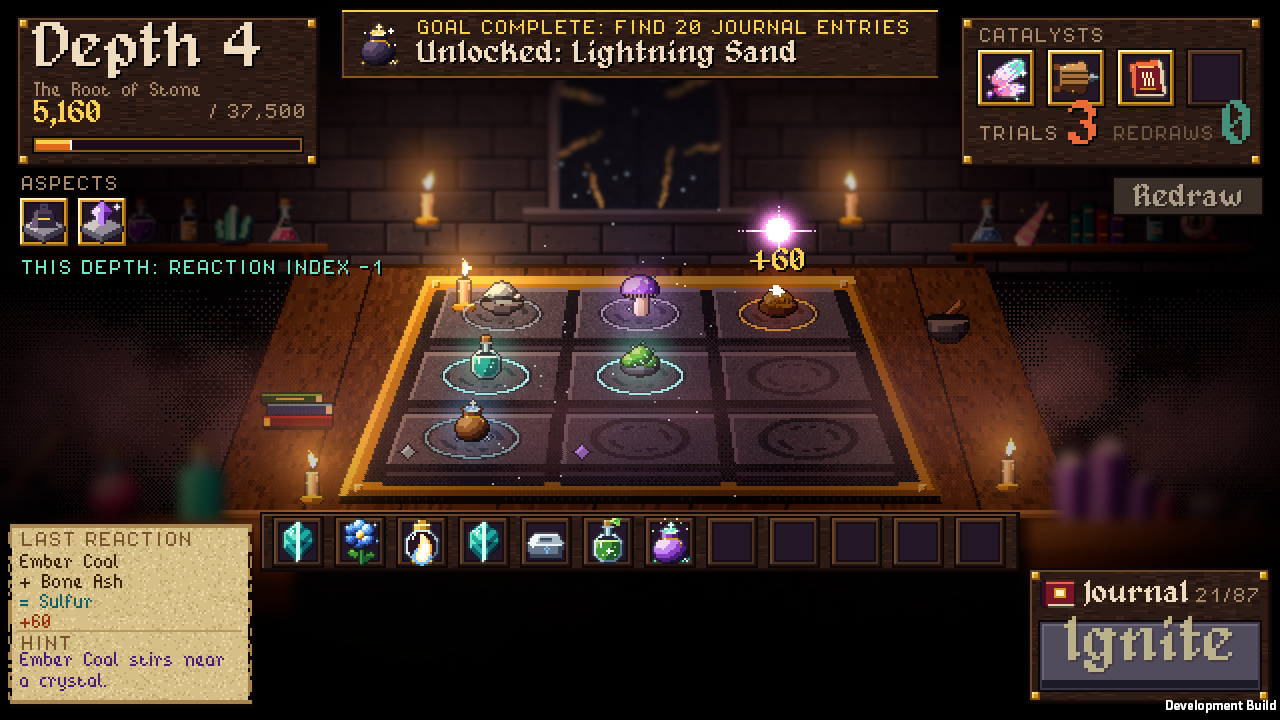 Depth 4
The Root of Stone
5,160 / 37,500
GOAL COMPLETE: FIND 20 JOURNAL ENTRIES
Unlocked: Lightning Sand
CATALYSTS
TRIALS 3 REDRAWS 0
Redraw
ASPECTS
THIS DEPTH: REACTION INDEX -1
+60
LAST REACTION
Ember Coal
+ Bone Ash
= Sulfur
+60
HINT
Ember Coal stirs near
a crystal.
Journal 21/87
Ignite
Development Build